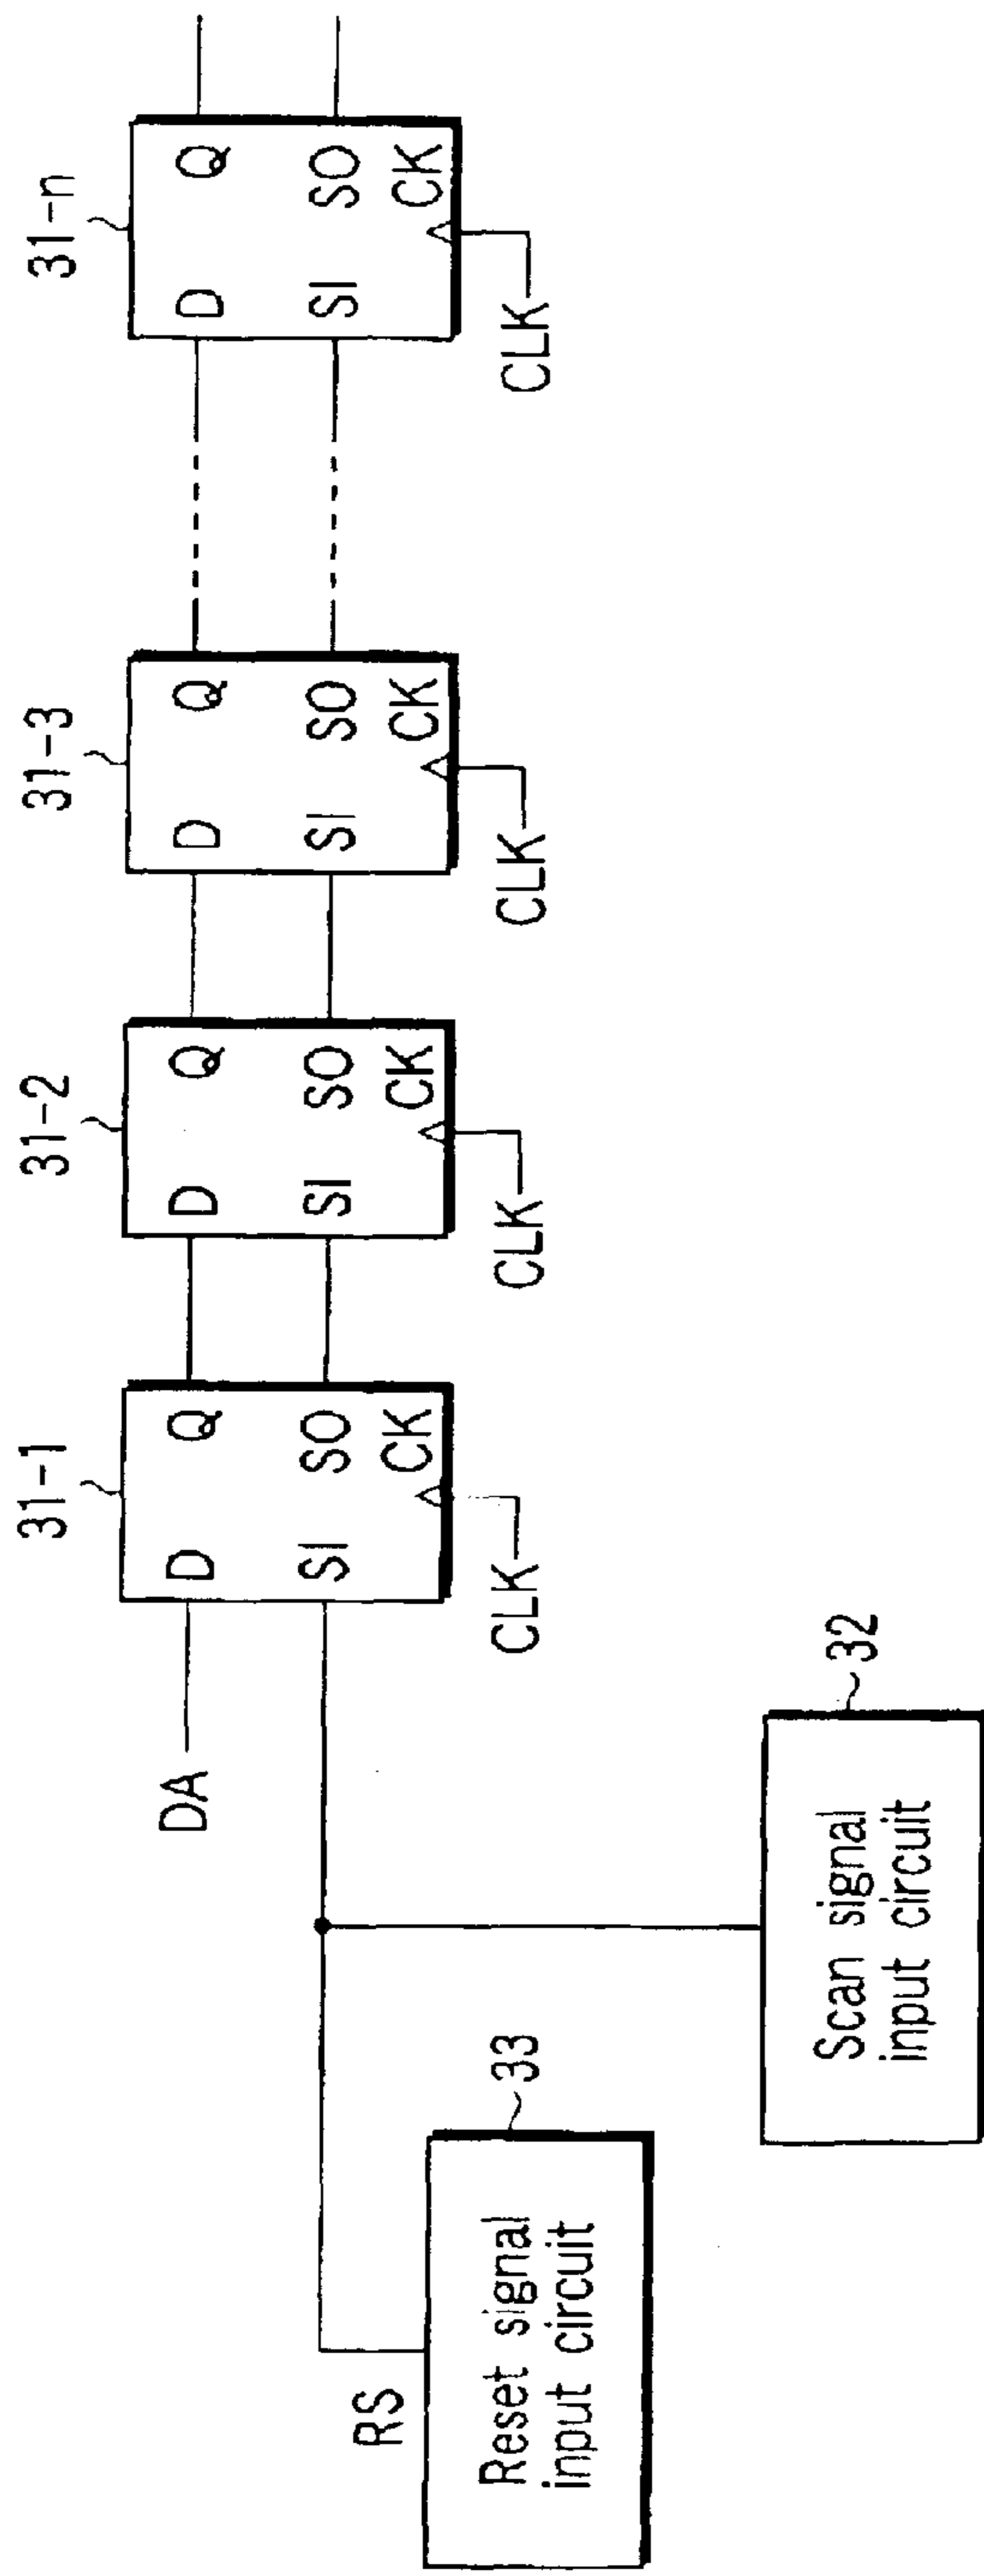 31-1
31-2
31-3
31-n
DA
D Q
D Q
D Q
D Q
SI SO
SI SO
SI SO
SI SO
CK
CK
CK
CK
CLK
CLK
CLK
CLK
RS
33
Reset signal
input circuit
32
Scan signal
input circuit